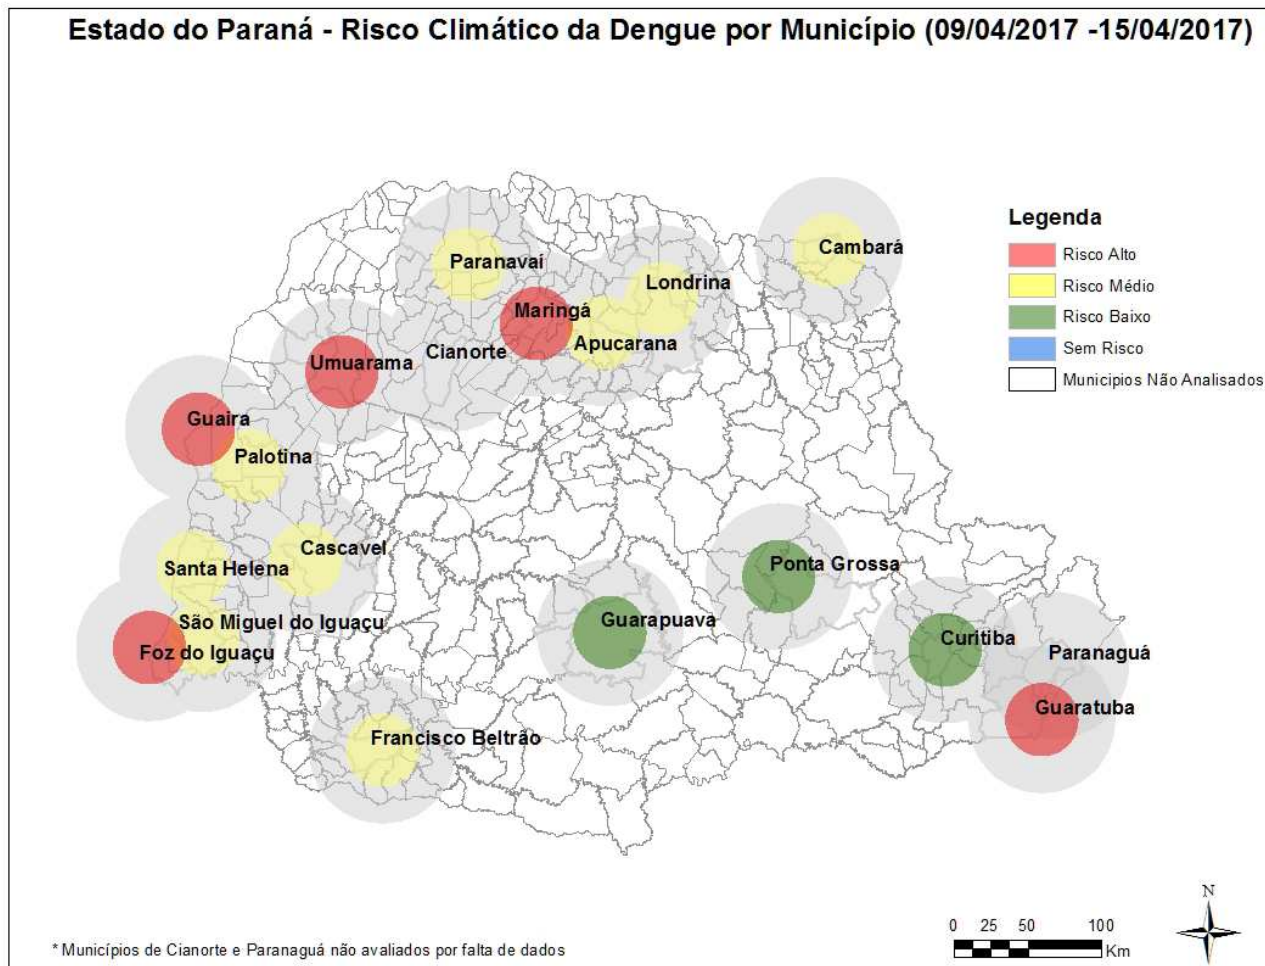 Estado do Paraná - Risco Climático da Dengue por Município (09/04/2017 -15/04/2017)
Legenda
Risco Alto
Risco Médio
Risco Baixo
Sem Risco
Municipios Não Analisados
Cambará
Paranavaí
Londrina
Maringá
Apucarana
Cianorte
Umuarama
Guaira
Palotina
Cascavel
Santa Helena
São Miguel do Iguaçu
Foz do Iguaçu
Francisco Beltrão
Guarapuava
Ponta Grossa
Curitiba
Paranaguá
Guaratuba
N
0 25 50 100
Km
* Municípios de Cianorte e Paranaguá não avaliados por falta de dados